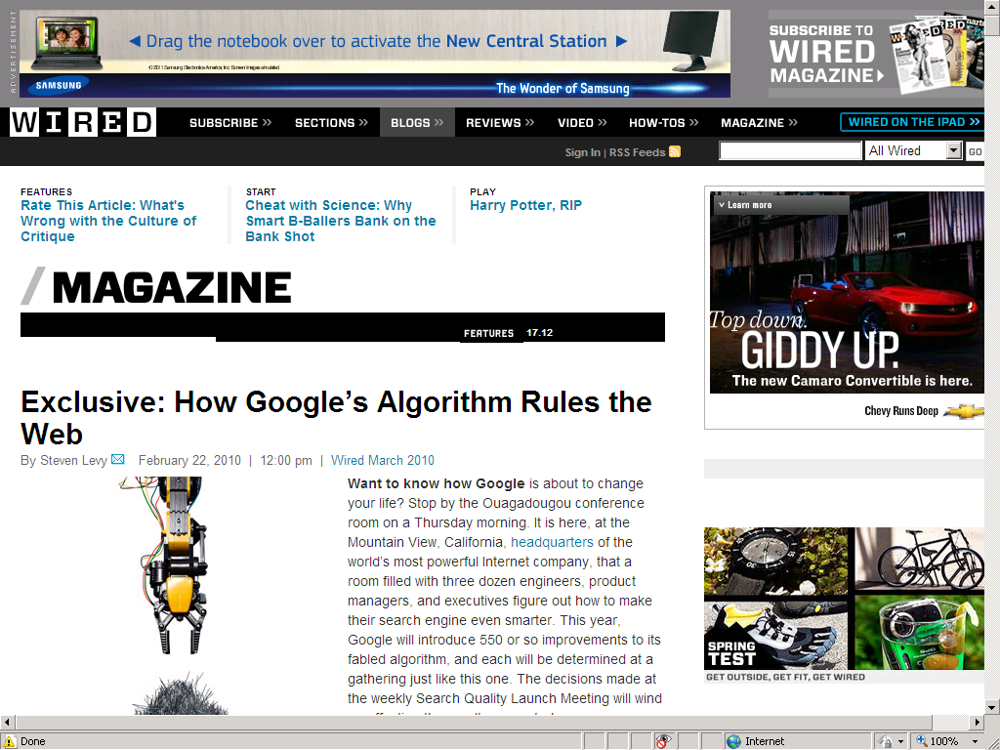 ADVERTISEMENT
Drag the notebook over to activate the New Central Station
©2011 Samsung Electronics America, Inc. Screen images simulated.
SAMSUNG
The Wonder of Samsung
SUBSCRIBE TO
WIRED
MAGAZINE
WIRED
SUBSCRIBE >>
SECTIONS >>
BLOGS >>
REVIEWS >>
VIDEO >>
HOW-TOS >>
MAGAZINE >>
WIRED ON THE IPAD >>
Sign In | RSS Feeds
All Wired
GO
FEATURES
Rate This Article: What's
Wrong with the Culture of
Critique
START
Cheat with Science: Why
Smart B-Ballers Bank on the
Bank Shot
PLAY
Harry Potter, RIP
/ MAGAZINE
FEATURES 17.12
Learn more
Top down.
GIDDY UP.
The new Camaro Convertible is here.
Chevy Runs Deep
Exclusive: How Google’s Algorithm Rules the
Web
By Steven Levy February 22, 2010 | 12:00 pm | Wired March 2010
Want to know how Google is about to change
your life? Stop by the Ouagadougou conference
room on a Thursday morning. It is here, at the
Mountain View, California, headquarters of the
world’s most powerful Internet company, that a
room filled with three dozen engineers, product
managers, and executives figure out how to make
their search engine even smarter. This year,
Google will introduce 550 or so improvements to its
fabled algorithm, and each will be determined at a
gathering just like this one. The decisions made at
the weekly Search Quality Launch Meeting will wind
SPRING
TEST
GET OUTSIDE, GET FIT, GET WIRED
Done
Internet
100%